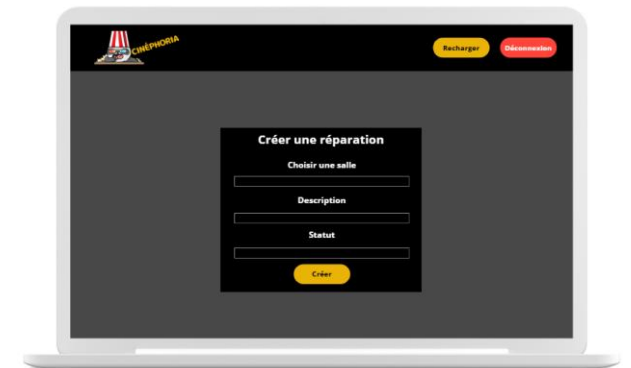 CINÉPHORIA
Recharger
Déconnexion
Créer une réparation
Choisir une salle
Description
Statut
Créer